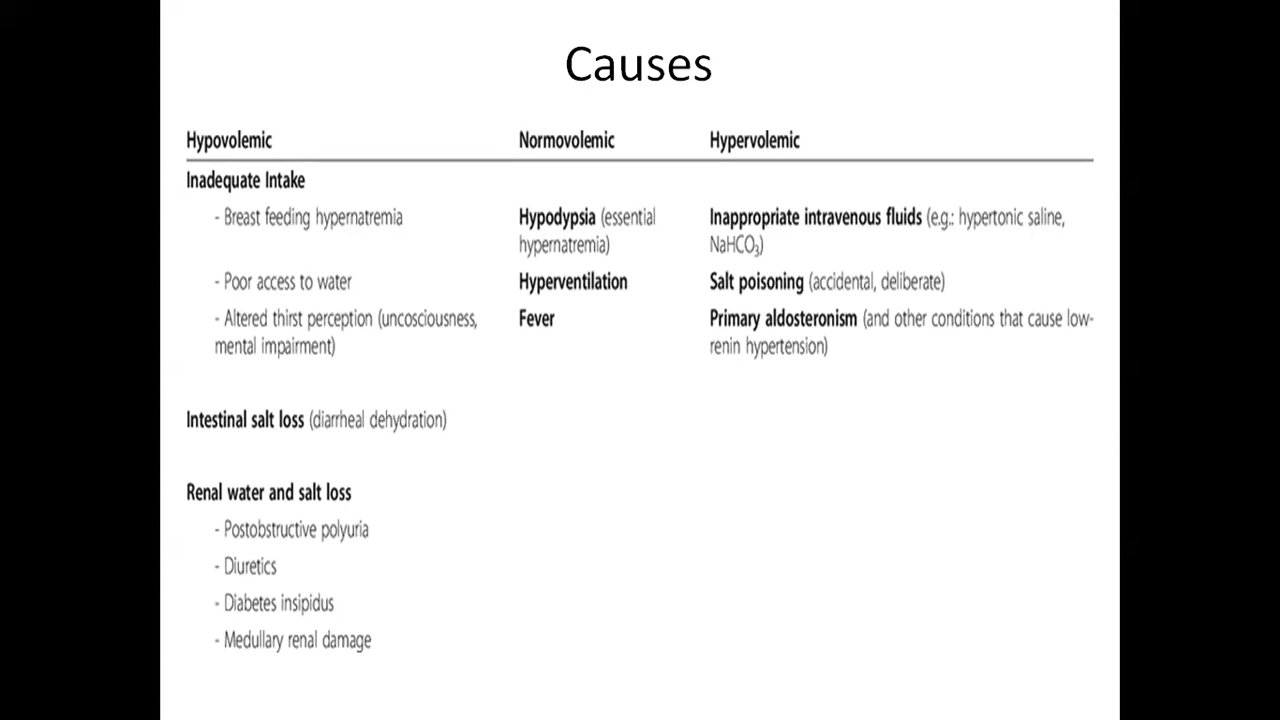 Causes
Hypovolemic Normovolemic Hypervolemic
Inadequate Intake
- Breast feeding hypernatremia Hypodypsia (essential Inappropriate intravenous fluids (e.g.: hypertonic saline,
hypernatremia) NaHCO₃)
- Poor access to water Hyperventilation Salt poisoning (accidental, deliberate)
- Altered thirst perception (uncosciousness, Fever Primary aldosteronism (and other conditions that cause low-
mental impairment) renin hypertension)
Intestinal salt loss (diarrheal dehydration)
Renal water and salt loss
- Postobstructive polyuria
- Diuretics
- Diabetes insipidus
- Medullary renal damage